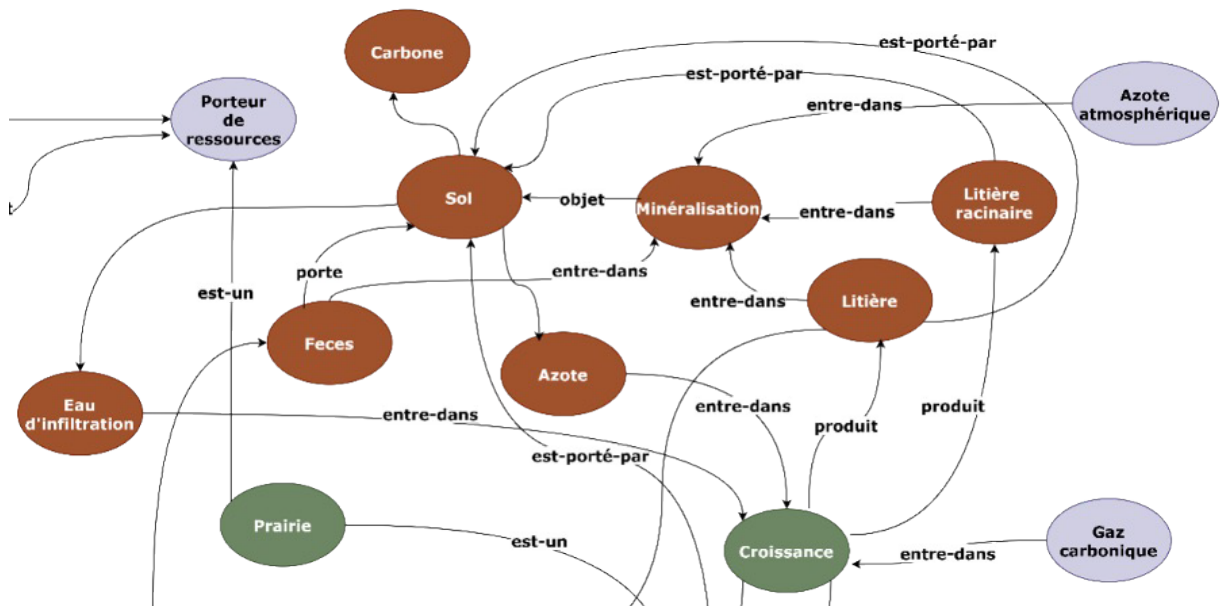 est-porté-par
Carbone
est-porté-par
Porteur
de
ressources
entre-dans
Azote
atmosphérique
Sol
objet
Minéralisation
entre-dans
Litière
racinaire
porte
entre-dans
est-un
entre-dans
Litière
Feces
Azote
Eau
d'infiltration
entre-dans
entre-dans
produit
produit
est-porté-par
Prairie
est-un
Croissance
entre-dans
Gaz
carbonique